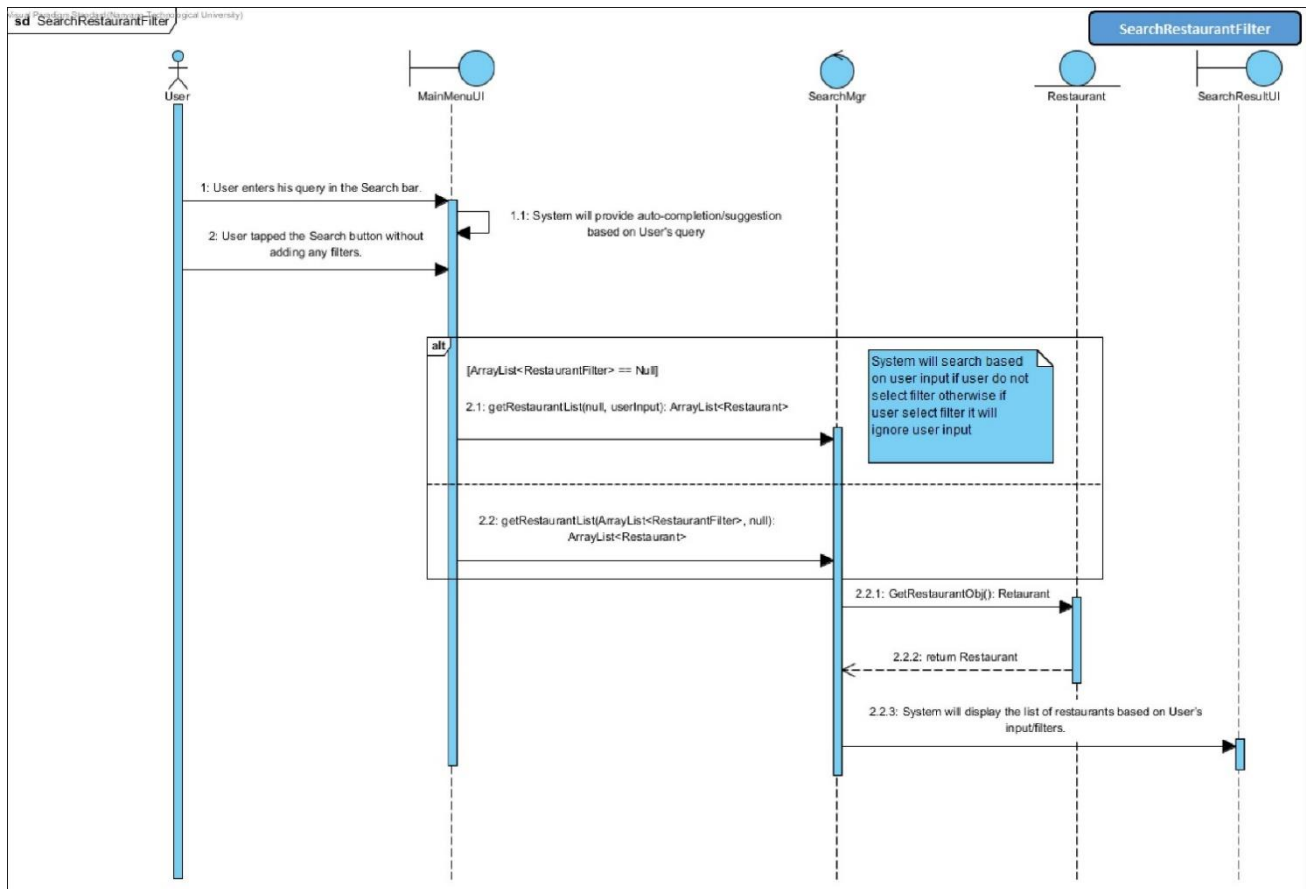 sd SearchRestaurantFilter
SearchRestaurantFilter
User
MainMenuUI
SearchMgr
Restaurant
SearchResultUI
1: User enters his query in the Search bar.
1.1: System will provide auto-completion/suggestion
based on User's query
2: User tapped the Search button without
adding any filters.
alt
[ArrayList<RestaurantFilter> == Null]
2.1: getRestaurantList(null, userInput): ArrayList<Restaurant>
System will search based
on user input if user do not
select filter otherwise if
user select filter it will
ignore user input
2.2: getRestaurantList(ArrayList<RestaurantFilter>, null):
ArrayList<Restaurant>
2.2.1: GetRestaurantObj(): Retaurant
2.2.2: return Restaurant
2.2.3: System will display the list of restaurants based on User's
input/filters.